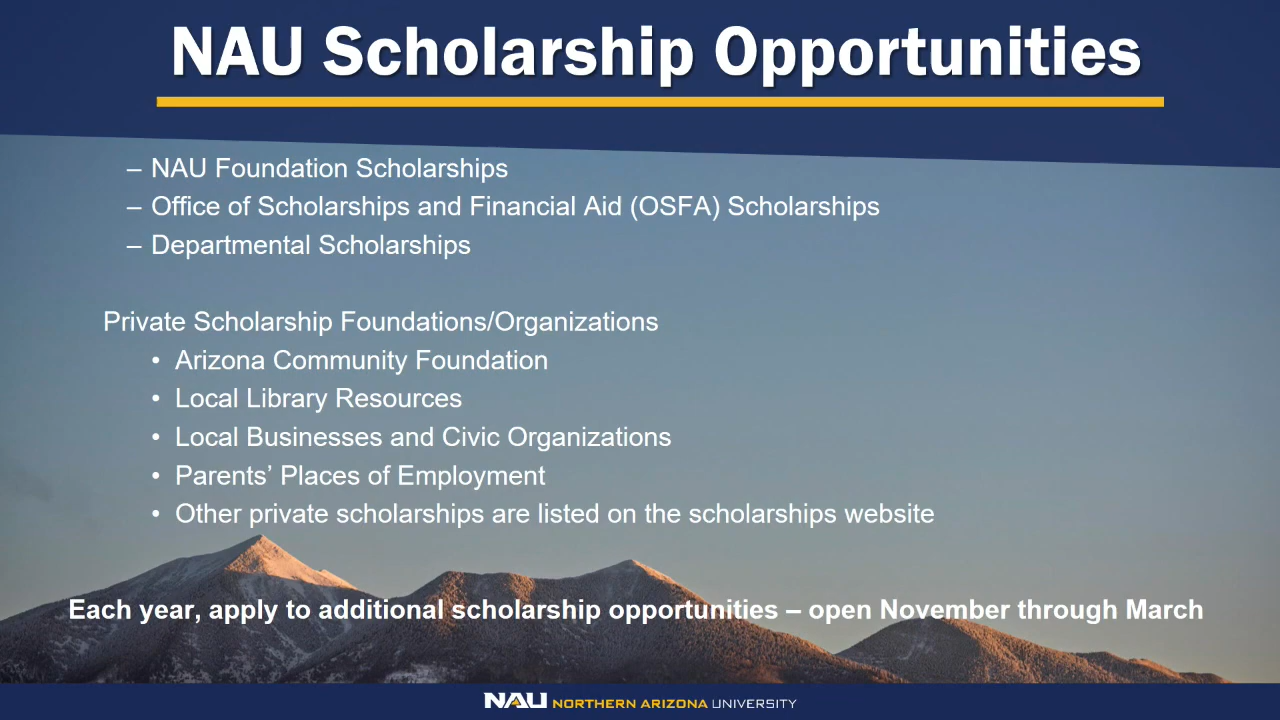 NAU Scholarship Opportunities
– NAU Foundation Scholarships
– Office of Scholarships and Financial Aid (OSFA) Scholarships
– Departmental Scholarships
Private Scholarship Foundations/Organizations
• Arizona Community Foundation
• Local Library Resources
• Local Businesses and Civic Organizations
• Parents’ Places of Employment
• Other private scholarships are listed on the scholarships website
Each year, apply to additional scholarship opportunities – open November through March
NAU NORTHERN ARIZONA UNIVERSITY